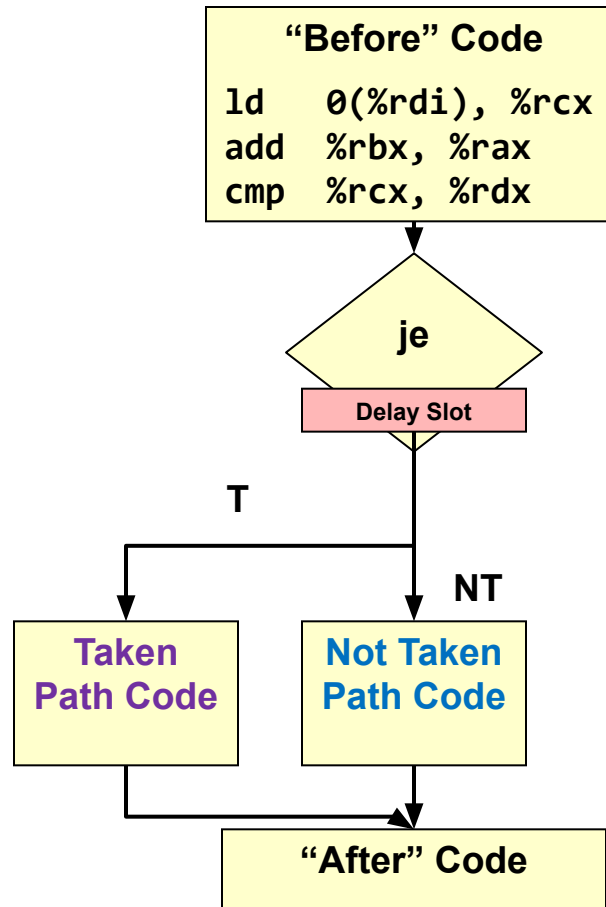 “Before” Code
ld 0(%rdi), %rcx
add %rbx, %rax
cmp %rcx, %rdx
je
Delay Slot
T
NT
Taken
Path Code
Not Taken
Path Code
“After” Code